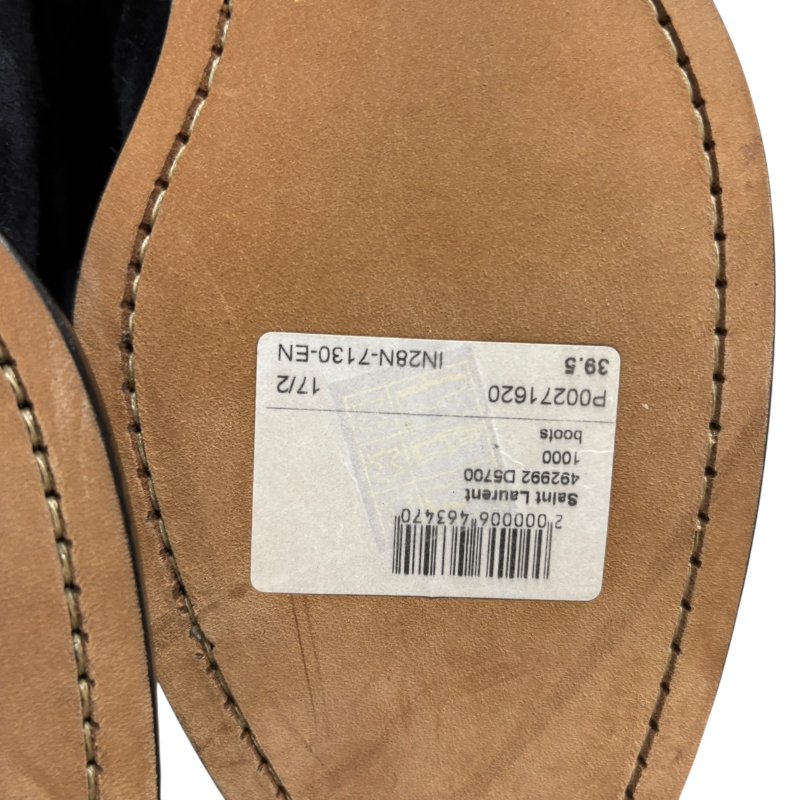 2 000006 463470
Saint Laurent
492992 D5700
1000
boots
P00271620 17/2
39.5 IN28N-7130-EN